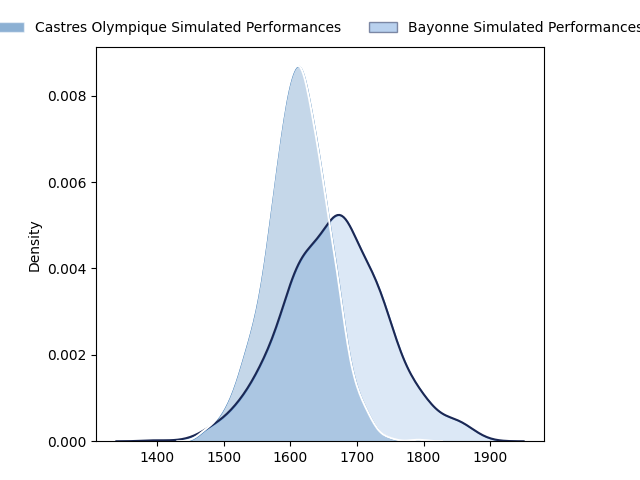 Castres Olympique Simulated Performances Bayonne Simulated Performances
0.008
0.006
0.004
0.002
0.000
Density
1400 1500 1600 1700 1800 1900